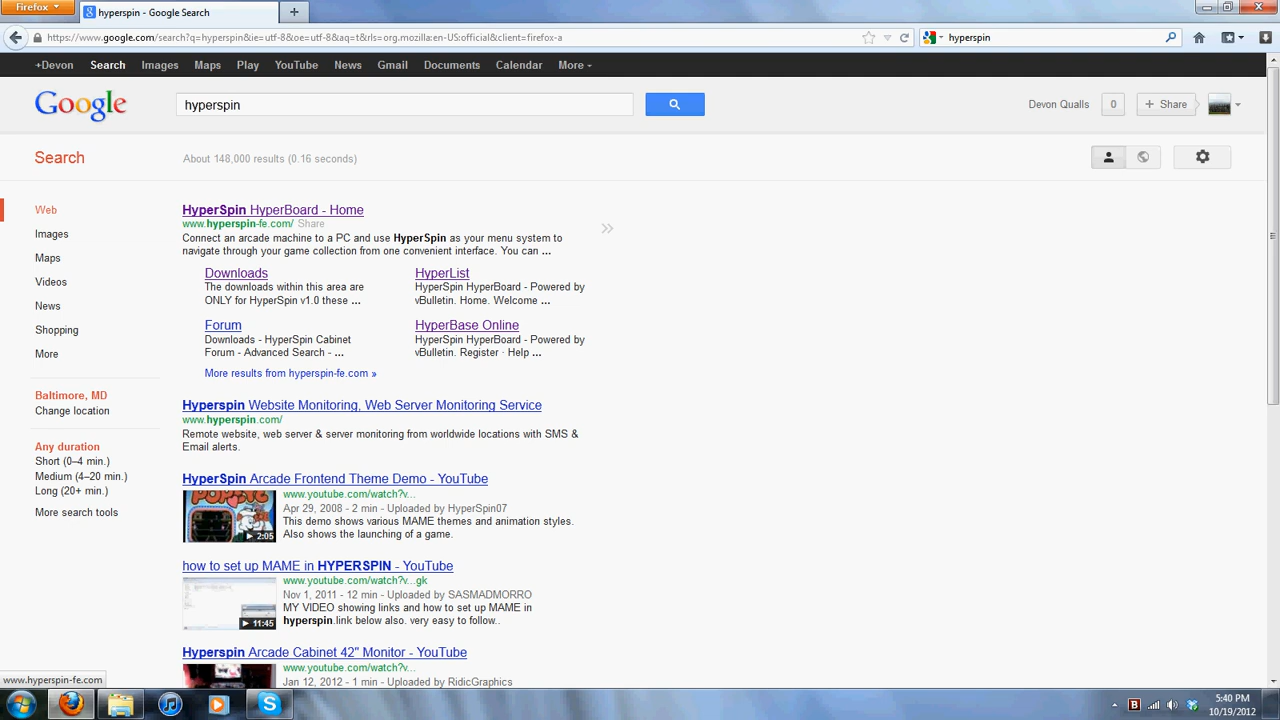 Firefox
hyperspin - Google Search
https://www.google.com/search?q=hyperspin&ie=utf-8&oe=utf-8&aq=t&rls=org.mozilla:en-US:official&client=firefox-a
hyperspin
+Devon Search Images Maps Play YouTube News Gmail Documents Calendar More
Google
hyperspin
Devon Qualls 0 + Share
Search
About 148,000 results (0.16 seconds)
Web
Images
Maps
Videos
News
Shopping
More
Baltimore, MD
Change location
Any duration
Short (0–4 min.)
Medium (4–20 min.)
Long (20+ min.)
More search tools
HyperSpin HyperBoard - Home
www.hyperspin-fe.com/ Share
Connect an arcade machine to a PC and use HyperSpin as your menu system to
navigate through your game collection from one convenient interface. You can ...
Downloads
The downloads within this area are
ONLY for HyperSpin v1.0 these ...
HyperList
HyperSpin HyperBoard - Powered by
vBulletin. Home. Welcome ...
Forum
Downloads - HyperSpin Cabinet
Forum - Advanced Search - ...
HyperBase Online
HyperSpin HyperBoard - Powered by
vBulletin. Register · Help ...
More results from hyperspin-fe.com »
Hyperspin Website Monitoring, Web Server Monitoring Service
www.hyperspin.com/
Remote website, web server & server monitoring from worldwide locations with SMS &
Email alerts.
HyperSpin Arcade Frontend Theme Demo - YouTube
www.youtube.com/watch?v...
Apr 29, 2008 - 2 min - Uploaded by HyperSpin07
This demo shows various MAME themes and animation styles.
Also shows the launching of a game.
POPEYE
2:05
how to set up MAME in HYPERSPIN - YouTube
www.youtube.com/watch?v...gk
Nov 1, 2011 - 12 min - Uploaded by SASMADMORRO
MY VIDEO showing links and how to set up MAME in
hyperspin.link below also. very easy to follow..
11:45
Hyperspin Arcade Cabinet 42" Monitor - YouTube
www.youtube.com/watch?v...
Jan 12, 2012 - 1 min - Uploaded by RidicGraphics
www.hyperspin-fe.com
5:40 PM
10/19/2012